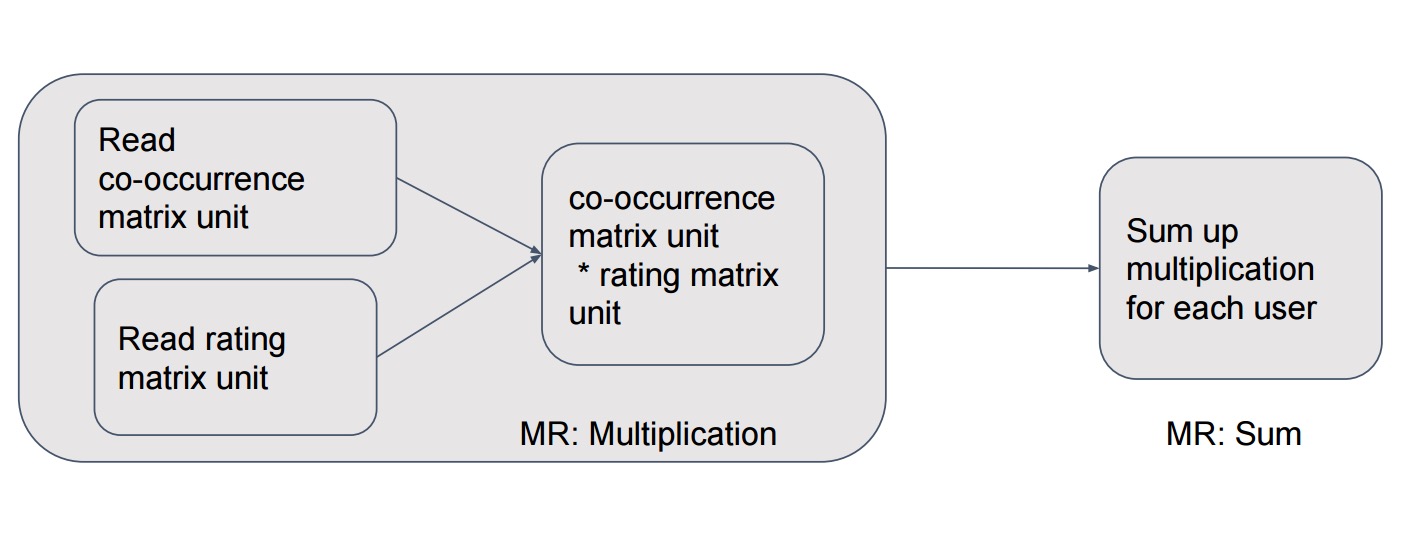 Read
co-occurrence
matrix unit
Read rating
matrix unit
co-occurrence
matrix unit
* rating matrix
unit
MR: Multiplication
Sum up
multiplication
for each user
MR: Sum